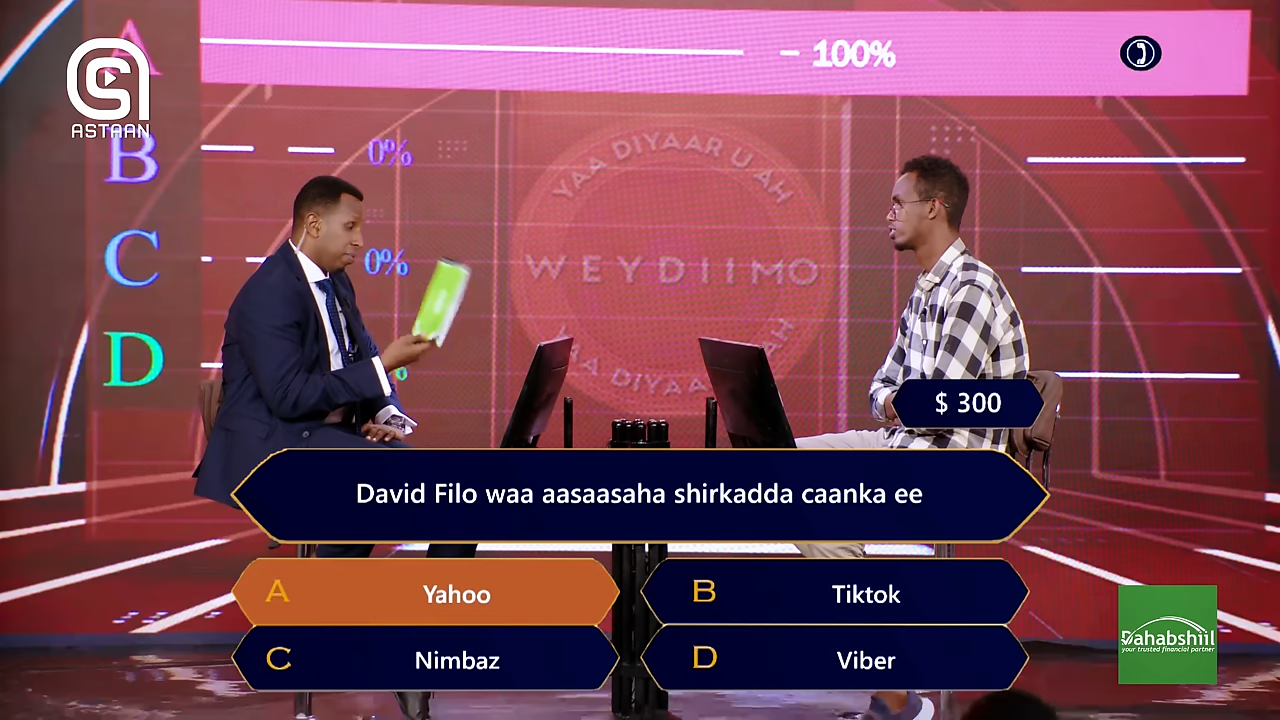 A
– 100%
ASTAAN
B
0%
C
0%
D
YAA DIYAAR U AH
WEYDIIMO
$ 300
David Filo waa aasaasaha shirkadda caanka ee
A Yahoo
B Tiktok
C Nimbaz
D Viber
Dahabshiil
your trusted financial partner